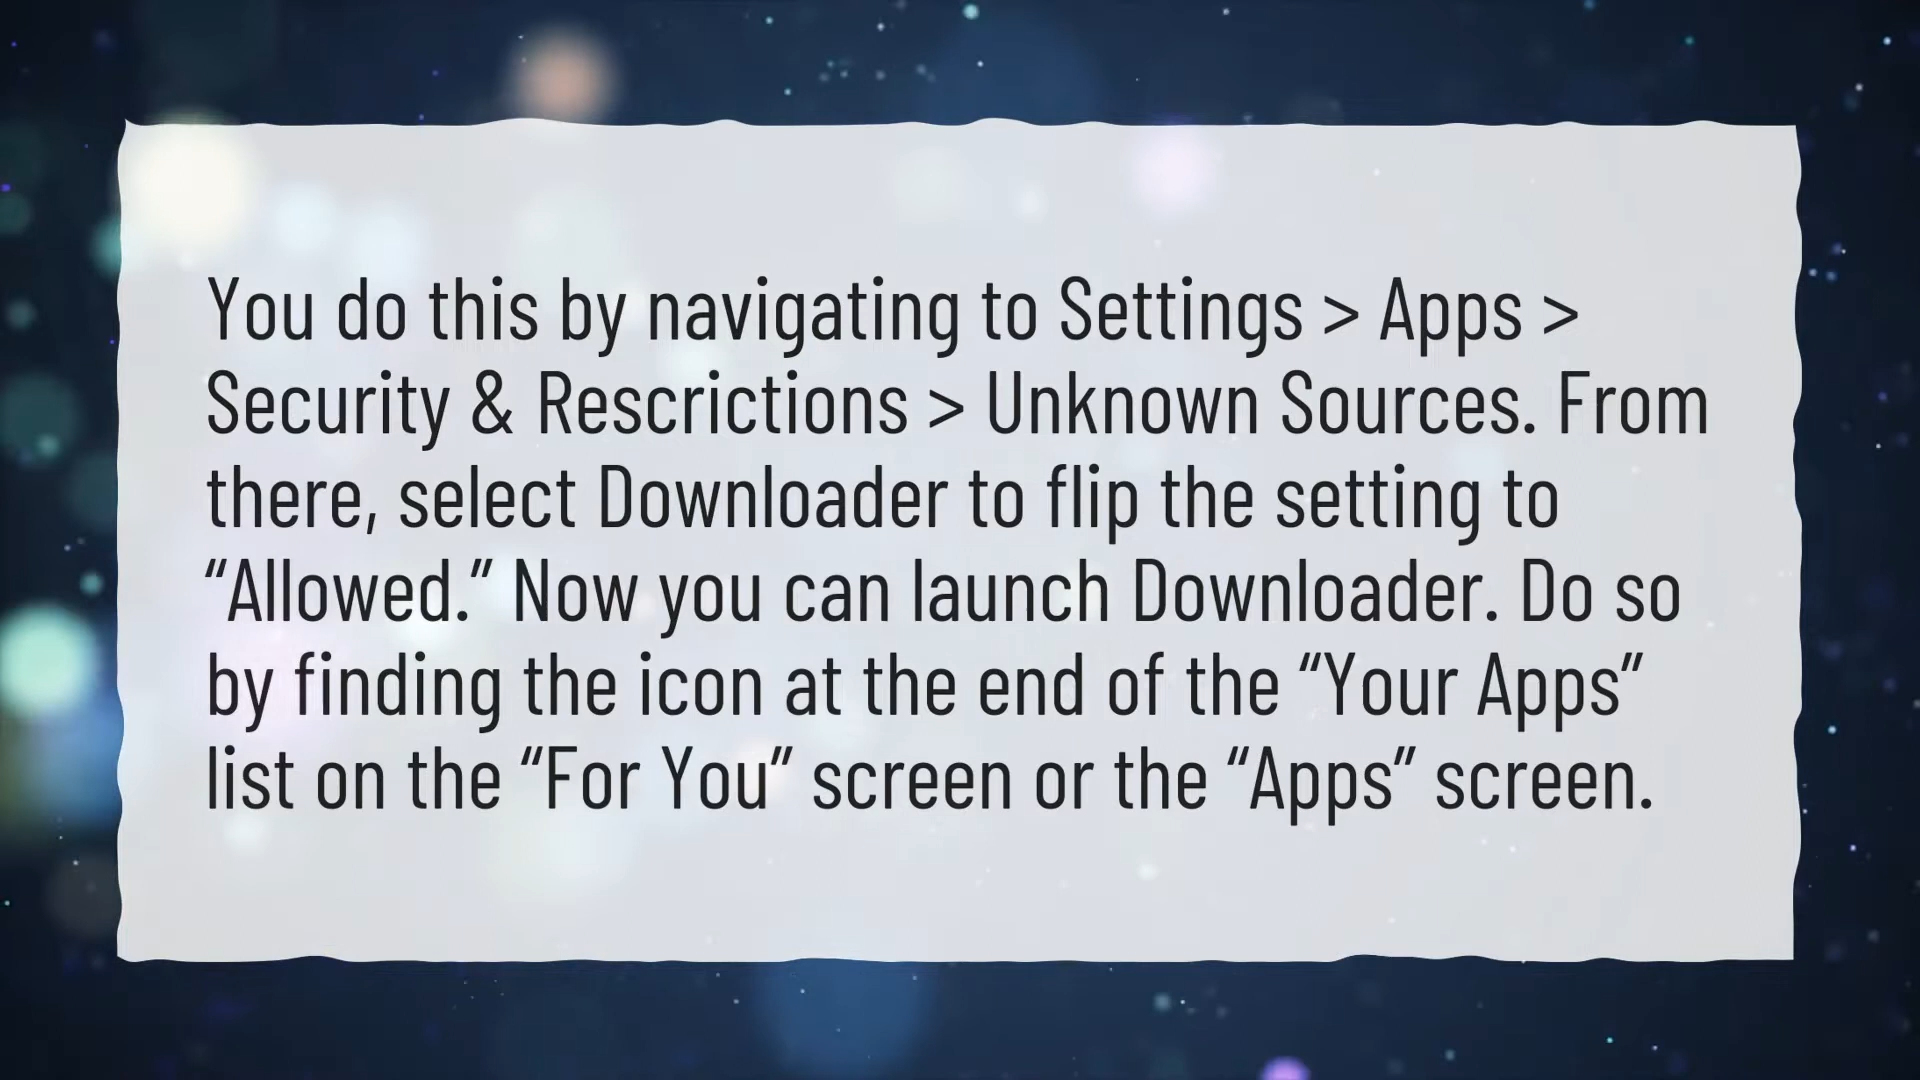 You do this by navigating to Settings > Apps >
Security & Rescrictions > Unknown Sources. From
there, select Downloader to flip the setting to
“Allowed.” Now you can launch Downloader. Do so
by finding the icon at the end of the “Your Apps”
list on the “For You” screen or the “Apps” screen.